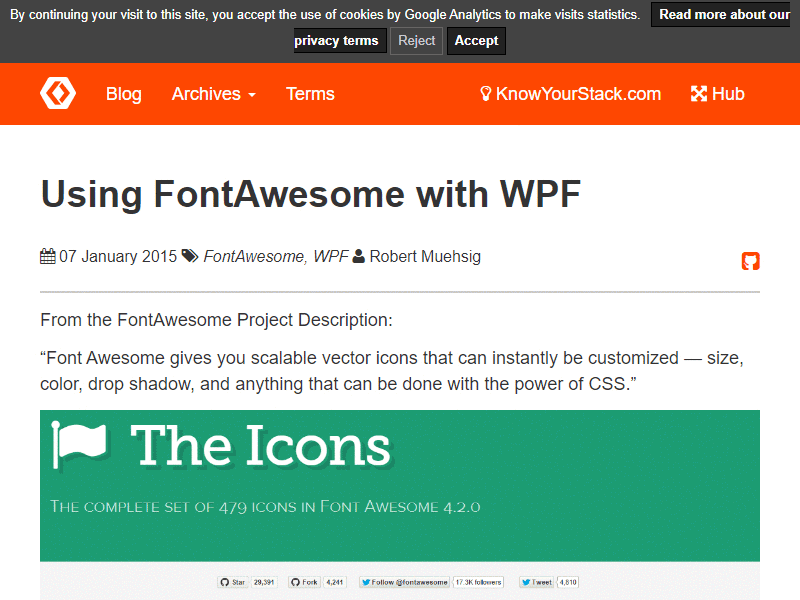 By continuing your visit to this site, you accept the use of cookies by Google Analytics to make visits statistics. Read more about our
privacy terms Reject Accept
Blog Archives Terms KnowYourStack.com Hub
Using FontAwesome with WPF
07 January 2015 FontAwesome, WPF Robert Muehsig
From the FontAwesome Project Description:
“Font Awesome gives you scalable vector icons that can instantly be customized — size,
color, drop shadow, and anything that can be done with the power of CSS.”
The Icons
The complete set of 479 icons in Font Awesome 4.2.0
Star 29,391 Fork 4,241 Follow @fontawesome 17.3K followers Tweet 4,810